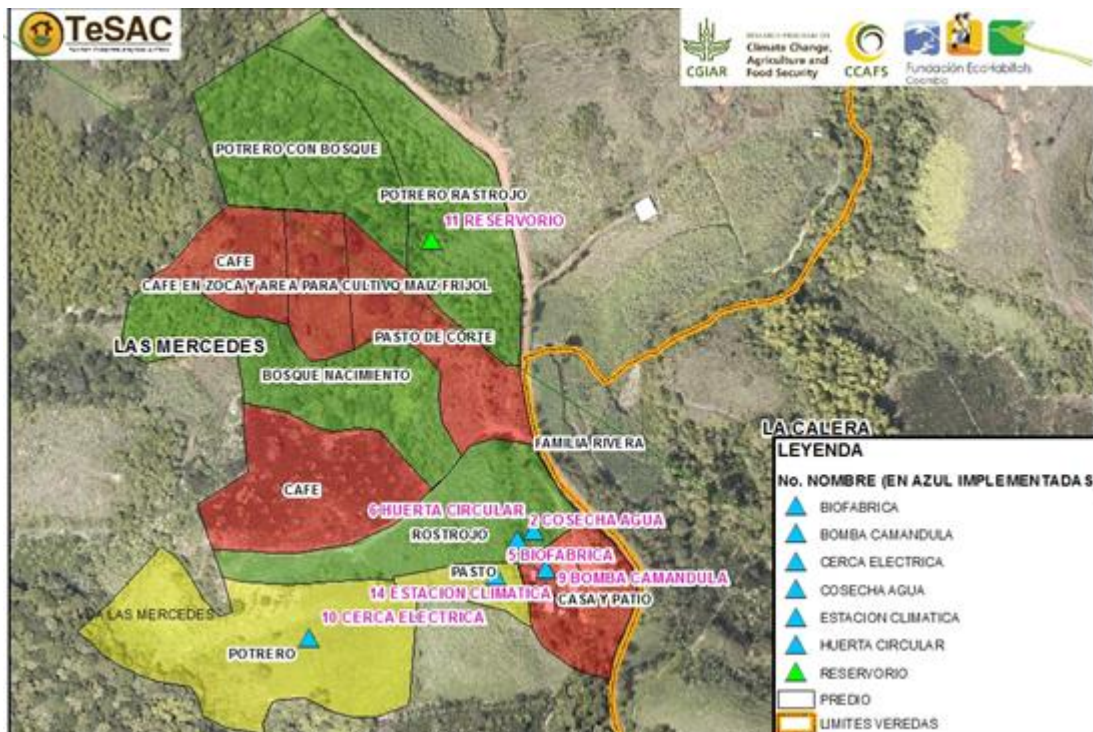 TeSAC
CGIAR
RESEARCH PROGRAM ON
Climate Change,
Agriculture and
Food Security
CCAFS
Fundación EcoHabitats
Colombia
POTRERO CON BOSQUE
POTRERO RASTROJO
11 RESERVORIO
CAFE
CAFE EN ZOCA Y AREA PARA CULTIVO MAIZ FRIJOL
PASTO DE CORTE
LAS MERCEDES
BOSQUE NACIMIENTO
LA CALERA
FAMILIA RIVERA
CAFE
6 HUERTA CIRCULAR
2 COSECHA AGUA
ROSTROJO
5 BIOFABRICA
PASTO
9 BOMBA CAMANDULA
14 ESTACION CLIMATICA
CASA Y PATIO
10 CERCA ELECTRICA
LAS MERCEDES
POTRERO
LEYENDA
No. NOMBRE (EN AZUL IMPLEMENTADAS
BIOFABRICA
BOMBA CAMANDULA
CERCA ELECTRICA
COSECHA AGUA
ESTACION CLIMATICA
HUERTA CIRCULAR
RESERVORIO
PREDIO
LIMITES VEREDAS